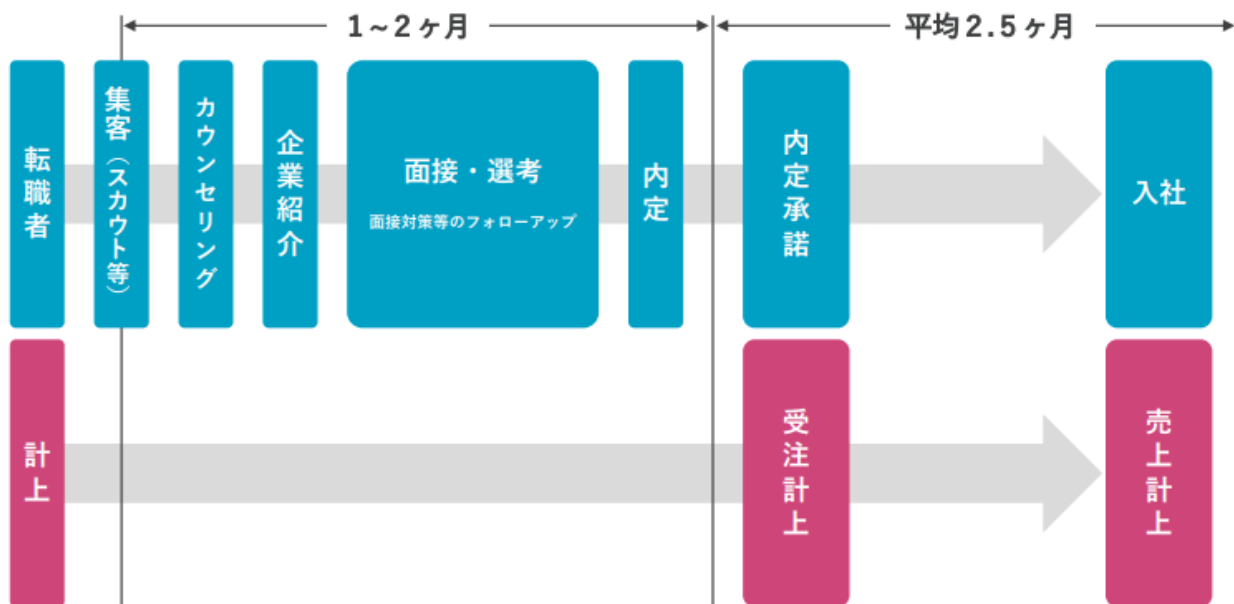 1~2ヶ月
平均2.5ヶ月
転職者
集客(スカウト等)
カウンセリング
企業紹介
面接・選考
面接対策等のフォローアップ
内定
内定承諾
入社
計上
受注計上
売上計上